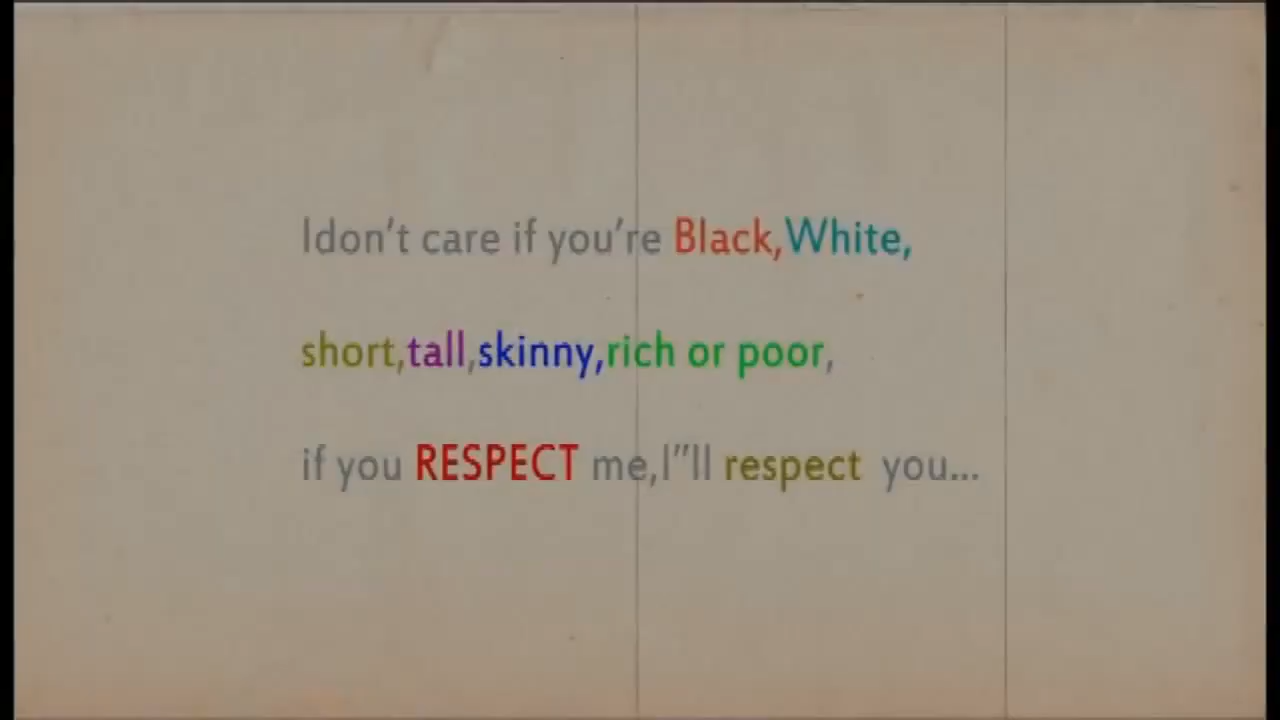 Idon't care if you're Black,White,
short,tall,skinny,rich or poor,
if you RESPECT me,I"ll respect you...